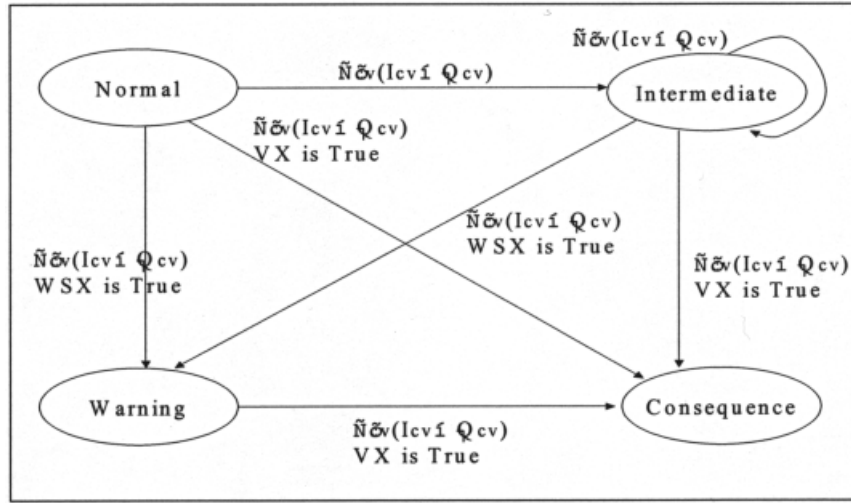 Ñõv(Icví Qcv)
Normal
Ñõv(Icví Qcv)
Intermediate
Ñõv(Icví Qcv)
VX is True
Ñõv(Icví Qcv)
WSX is True
Ñõv(Icví Qcv)
WSX is True
Ñõv(Icví Qcv)
VX is True
Warning
Consequence
Ñõv(Icví Qcv)
VX is True